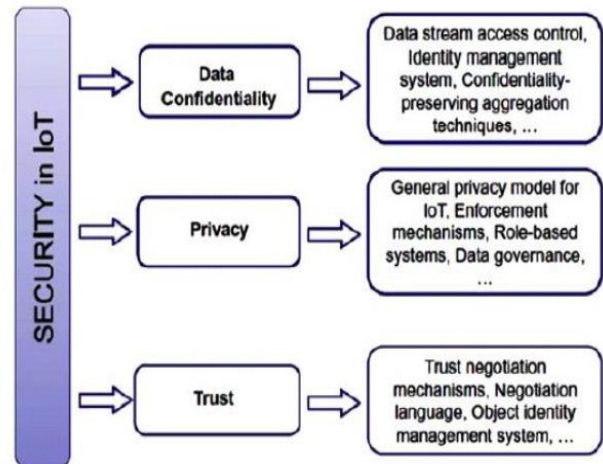 SECURITY in IoT
Data
Confidentiality
Data stream access control,
Identity management
system, Confidentiality-
preserving aggregation
techniques, ...
Privacy
General privacy model for
IoT, Enforcement
mechanisms, Role-based
systems, Data governance,
...
Trust
Trust negotiation
mechanisms, Negotiation
language, Object identity
management system, ...